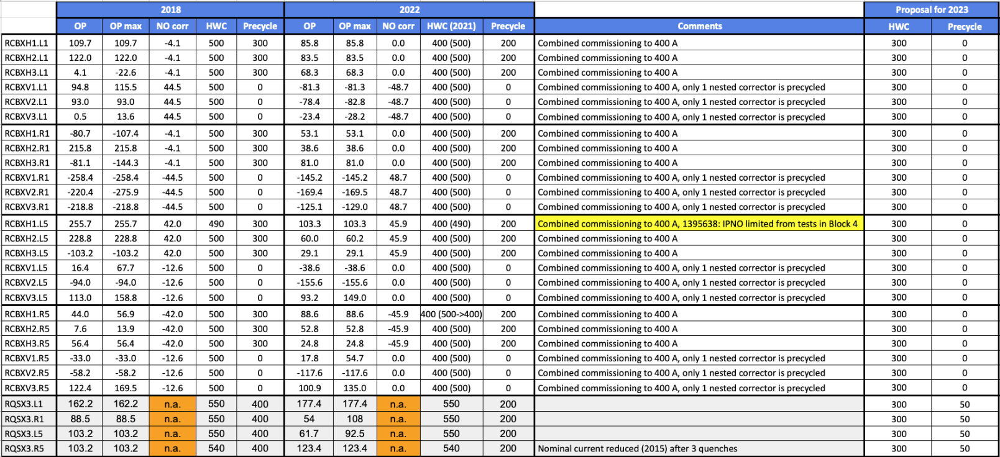 2018 2022 Proposal for 2023
OP OP max NO corr HWC Precycle OP OP max NO corr HWC (2021) Precycle Comments HWC Precycle
RCBXH1.L1 109.7 109.7 -4.1 500 300 85.8 85.8 0.0 400 (500) 200 Combined commissioning to 400 A 300 0
RCBXH2.L1 122.0 122.0 -4.1 500 300 83.5 83.5 0.0 400 (500) 200 Combined commissioning to 400 A 300 0
RCBXH3.L1 4.1 -22.6 -4.1 500 300 68.3 68.3 0.0 400 (500) 200 Combined commissioning to 400 A 300 0
RCBXV1.L1 94.8 115.5 44.5 500 0 -81.3 -81.3 -48.7 400 (500) 0 Combined commissioning to 400 A, only 1 nested corrector is precycled 300 0
RCBXV2.L1 93.0 93.0 44.5 500 0 -78.4 -82.8 -48.7 400 (500) 0 Combined commissioning to 400 A, only 1 nested corrector is precycled 300 0
RCBXV3.L1 0.5 13.6 44.5 500 0 -23.4 -28.2 -48.7 400 (500) 0 Combined commissioning to 400 A, only 1 nested corrector is precycled 300 0
RCBXH1.R1 -80.7 -107.4 -4.1 500 300 53.1 53.1 0.0 400 (500) 200 Combined commissioning to 400 A 300 0
RCBXH2.R1 215.8 215.8 -4.1 500 300 38.6 38.6 0.0 400 (500) 200 Combined commissioning to 400 A 300 0
RCBXH3.R1 -81.1 -144.3 -4.1 500 300 81.0 81.0 0.0 400 (500) 200 Combined commissioning to 400 A 300 0
RCBXV1.R1 -258.4 -258.4 -44.5 500 0 -145.2 -145.2 48.7 400 (500) 0 Combined commissioning to 400 A, only 1 nested corrector is precycled 300 0
RCBXV2.R1 -220.4 -275.9 -44.5 500 0 -169.4 -169.5 48.7 400 (500) 0 Combined commissioning to 400 A, only 1 nested corrector is precycled 300 0
RCBXV3.R1 -218.8 -218.8 -44.5 500 0 -125.1 -129.0 48.7 400 (500) 0 Combined commissioning to 400 A, only 1 nested corrector is precycled 300 0
RCBXH1.L5 255.7 255.7 42.0 490 300 103.3 103.3 45.9 400 (490) 200 Combined commissioning to 400 A, 1395638: IPNO limited from tests in Block 4 300 0
RCBXH2.L5 228.8 228.8 42.0 500 300 60.0 60.2 45.9 400 (500) 200 Combined commissioning to 400 A 300 0
RCBXH3.L5 -103.2 -103.2 42.0 500 300 29.1 29.1 45.9 400 (500) 200 Combined commissioning to 400 A 300 0
RCBXV1.L5 16.4 67.7 -12.6 500 0 -38.6 -38.6 0.0 400 (500) 0 Combined commissioning to 400 A, only 1 nested corrector is precycled 300 0
RCBXV2.L5 -94.0 -94.0 -12.6 500 0 -155.6 -155.6 0.0 400 (500) 0 Combined commissioning to 400 A, only 1 nested corrector is precycled 300 0
RCBXV3.L5 113.0 158.8 -12.6 500 0 93.2 149.0 0.0 400 (500) 0 Combined commissioning to 400 A, only 1 nested corrector is precycled 300 0
RCBXH1.R5 44.0 56.9 -42.0 500 300 88.6 88.6 -45.9 400 (500->400) 200 Combined commissioning to 400 A 300 0
RCBXH2.R5 7.6 13.9 -42.0 500 300 52.8 52.8 -45.9 400 (500) 200 Combined commissioning to 400 A 300 0
RCBXH3.R5 56.4 56.4 -42.0 500 300 24.8 24.8 -45.9 400 (500) 200 Combined commissioning to 400 A 300 0
RCBXV1.R5 -33.0 -33.0 -12.6 500 0 17.8 54.7 0.0 400 (500) 0 Combined commissioning to 400 A, only 1 nested corrector is precycled 300 0
RCBXV2.R5 -58.2 -58.2 -12.6 500 0 -117.6 -117.6 0.0 400 (500) 0 Combined commissioning to 400 A, only 1 nested corrector is precycled 300 0
RCBXV3.R5 122.4 169.5 -12.6 500 0 100.9 135.0 0.0 400 (500) 0 Combined commissioning to 400 A, only 1 nested corrector is precycled 300 0
RQSX3.L1 162.2 162.2 n.a. 550 400 177.4 177.4 n.a. 550 200 300 50
RQSX3.R1 88.5 88.5 n.a. 550 400 54 108 n.a. 550 200 300 50
RQSX3.L5 103.2 103.2 n.a. 550 400 61.7 92.5 n.a. 550 200 300 50
RQSX3.R5 103.2 103.2 n.a. 540 400 123.4 123.4 n.a. 540 200 Nominal current reduced (2015) after 3 quenches 300 50